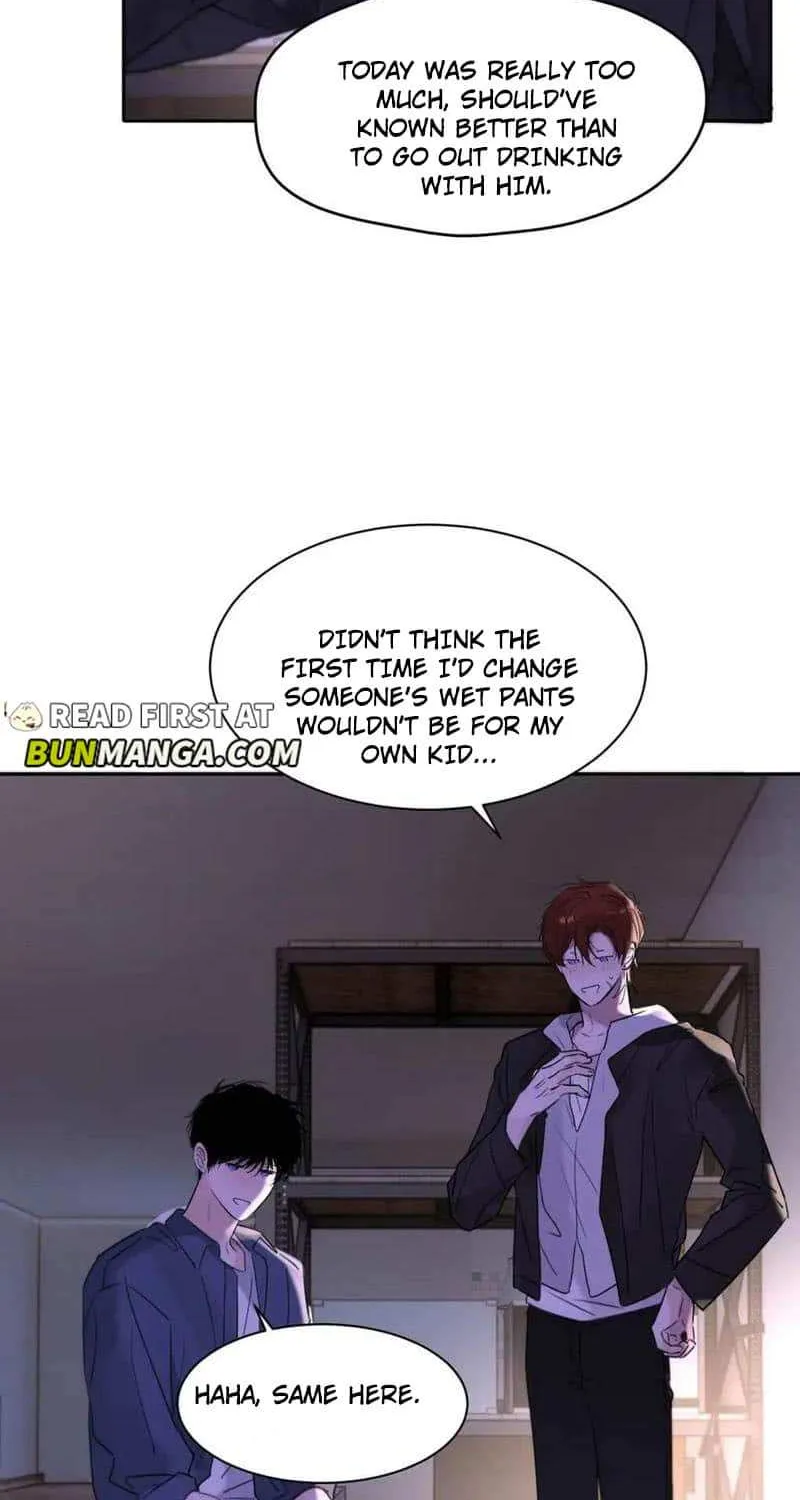 TODAY WAS REALLY TOO
MUCH, SHOULD'VE
KNOWN BETTER THAN
TO GO OUT DRINKING
WITH HIM.
DIDN'T THINK THE
FIRST TIME I'D CHANGE
SOMEONE'S WET PANTS
WOULDN'T BE FOR MY
OWN KID...
READ FIRST AT
BUNMANGA.COM
HAHA, SAME HERE.